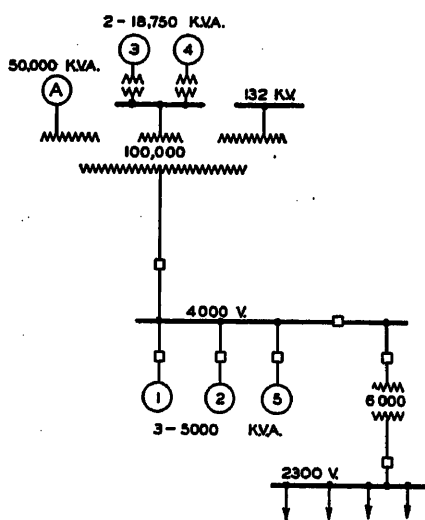 2-18,750 K.V.A.
3 4
50,000 K.V.A.
A
132 K.V.
100,000
4000 V.
1 2 5
6000
3-5000 K.V.A.
2300 V.